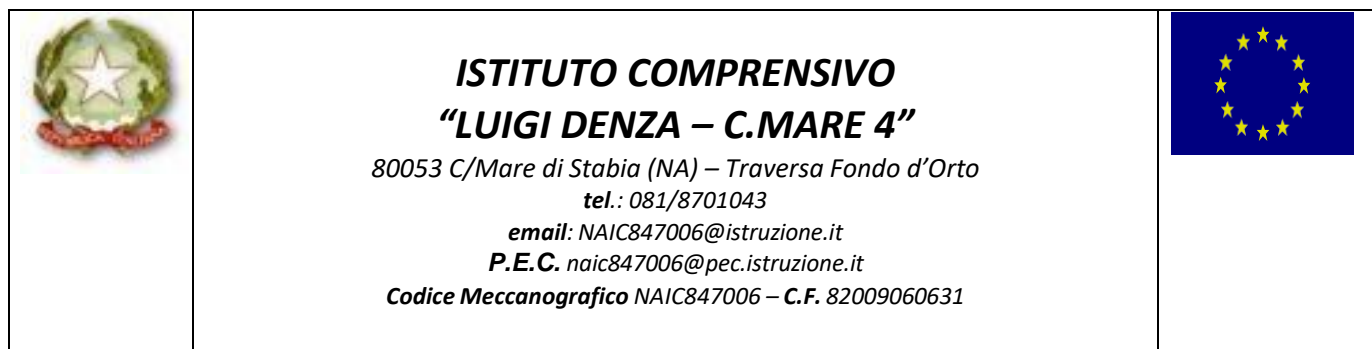 ISTITUTO COMPRENSIVO
“LUIGI DENZA – C.MARE 4”
80053 C/Mare di Stabia (NA) – Traversa Fondo d’Orto
tel.: 081/8701043
email: NAIC847006@istruzione.it
P.E.C. naic847006@pec.istruzione.it
Codice Meccanografico NAIC847006 – C.F. 82009060631